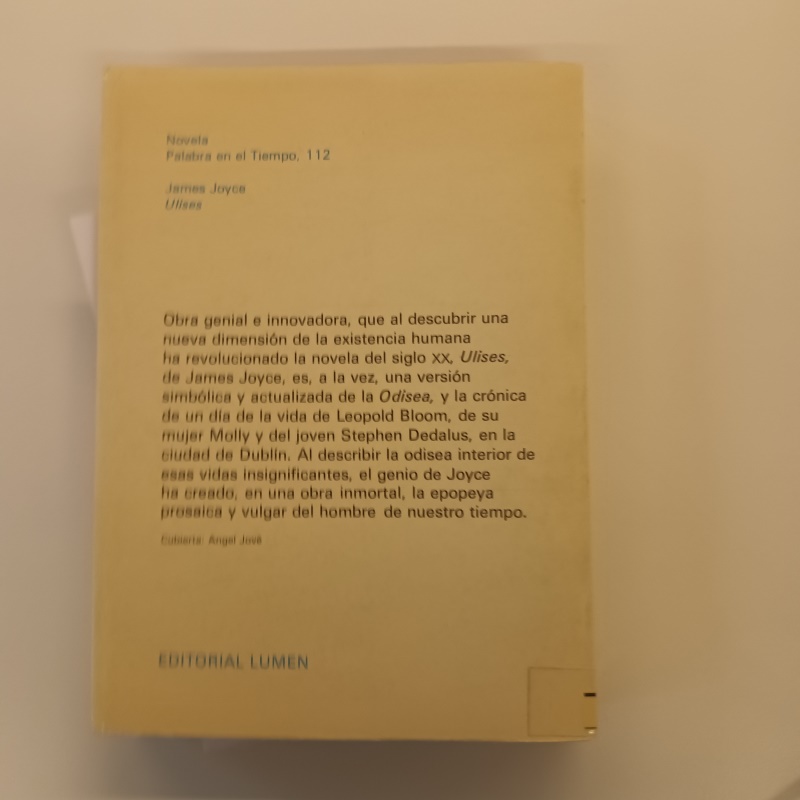 Novela
Palabra en el Tiempo, 112
James Joyce
Ulises
Obra genial e innovadora, que al descubrir una
nueva dimensión de la existencia humana
ha revolucionado la novela del siglo XX, Ulises,
de James Joyce, es, a la vez, una versión
simbólica y actualizada de la Odisea, y la crónica
de un día de la vida de Leopold Bloom, de su
mujer Molly y del joven Stephen Dedalus, en la
ciudad de Dublín. Al describir la odisea interior de
esas vidas insignificantes, el genio de Joyce
ha creado, en una obra inmortal, la epopeya
prosaica y vulgar del hombre de nuestro tiempo.
Cubierta: Ángel Jové
EDITORIAL LUMEN